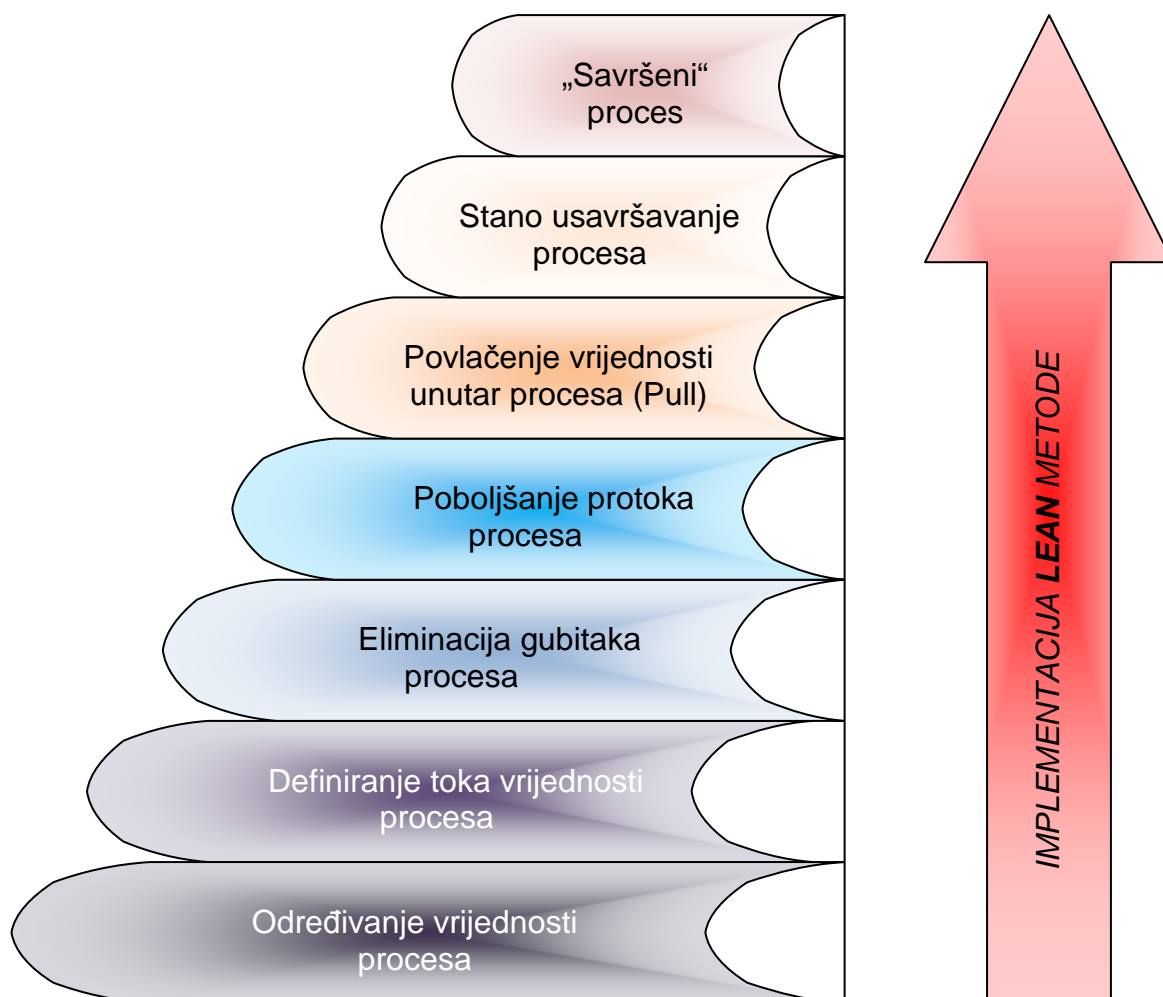 „Savršeni“
proces
Stano usavršavanje
procesa
Povlačenje vrijednosti
unutar procesa (Pull)
Poboljšanje protoka
procesa
Eliminacija gubitaka
procesa
Definiranje toka vrijednosti
procesa
Određivanje vrijednosti
procesa
IMPLEMENTACIJA LEAN METODE